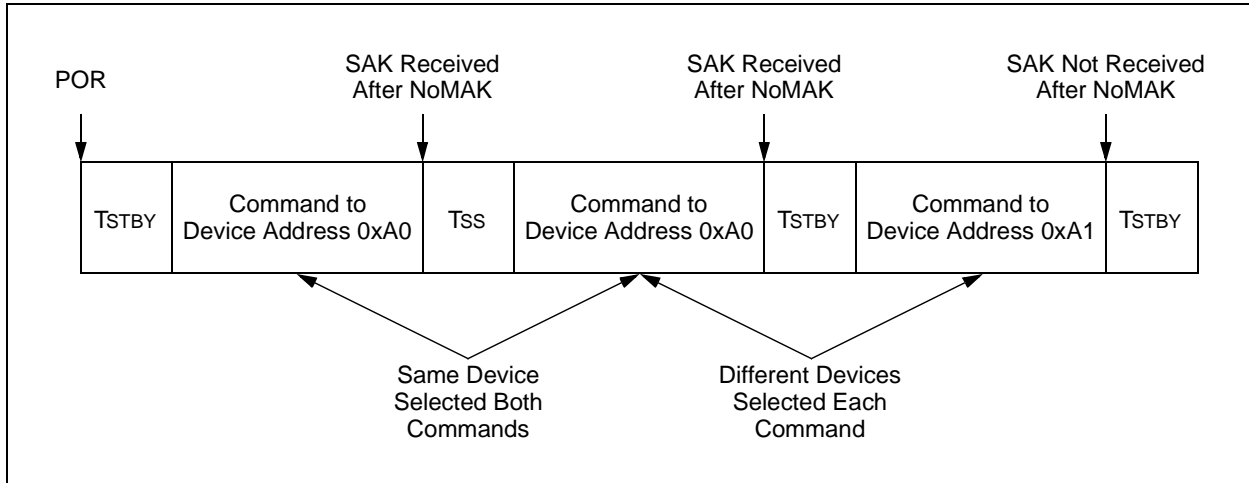 POR
SAK Received
After NoMAK
SAK Received
After NoMAK
SAK Not Received
After NoMAK
TSTBY
Command to
Device Address 0xA0
TSS
Command to
Device Address 0xA0
TSTBY
Command to
Device Address 0xA1
TSTBY
Same Device
Selected Both
Commands
Different Devices
Selected Each
Command